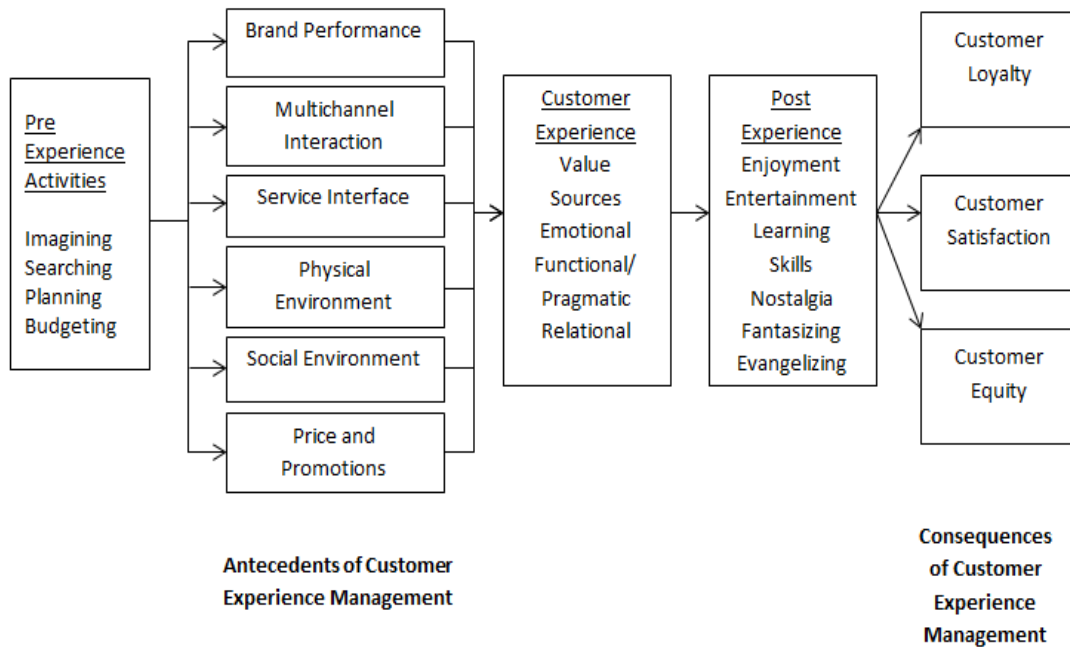 Pre
Experience
Activities
Imagining
Searching
Planning
Budgeting
Brand Performance
Multichannel
Interaction
Service Interface
Physical
Environment
Social Environment
Price and
Promotions
Customer
Experience
Value
Sources
Emotional
Functional/
Pragmatic
Relational
Post
Experience
Enjoyment
Entertainment
Learning
Skills
Nostalgia
Fantasizing
Evangelizing
Customer
Loyalty
Customer
Satisfaction
Customer
Equity
Antecedents of Customer
Experience Management
Consequences
of Customer
Experience
Management